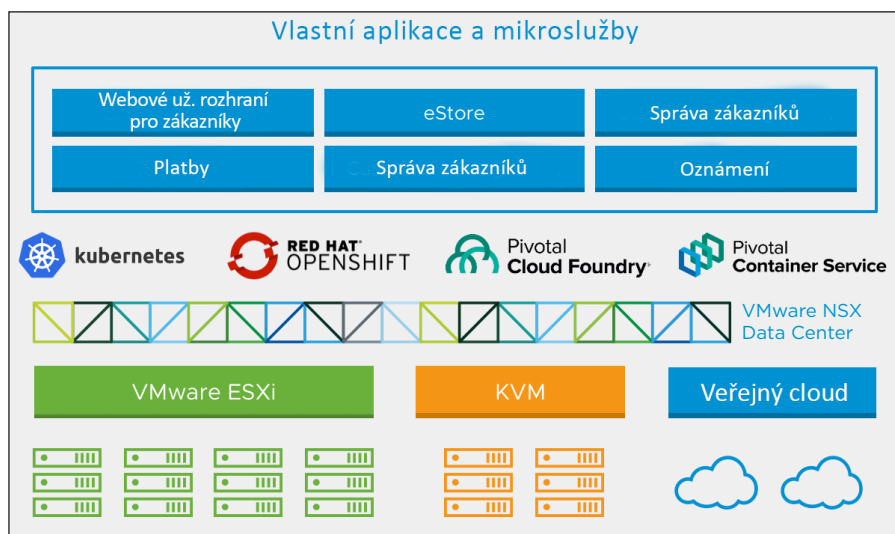 Vlastní aplikace a mikroslužby
Webové už. rozhraní
pro zákazníky
eStore
Správa zákazníků
Platby
Správa zákazníků
Oznámení
kubernetes
RED HAT®
OPENSHIFT
Pivotal
Cloud Foundry
Pivotal
Container Service
VMware NSX
Data Center
VMware ESXi
KVM
Veřejný cloud